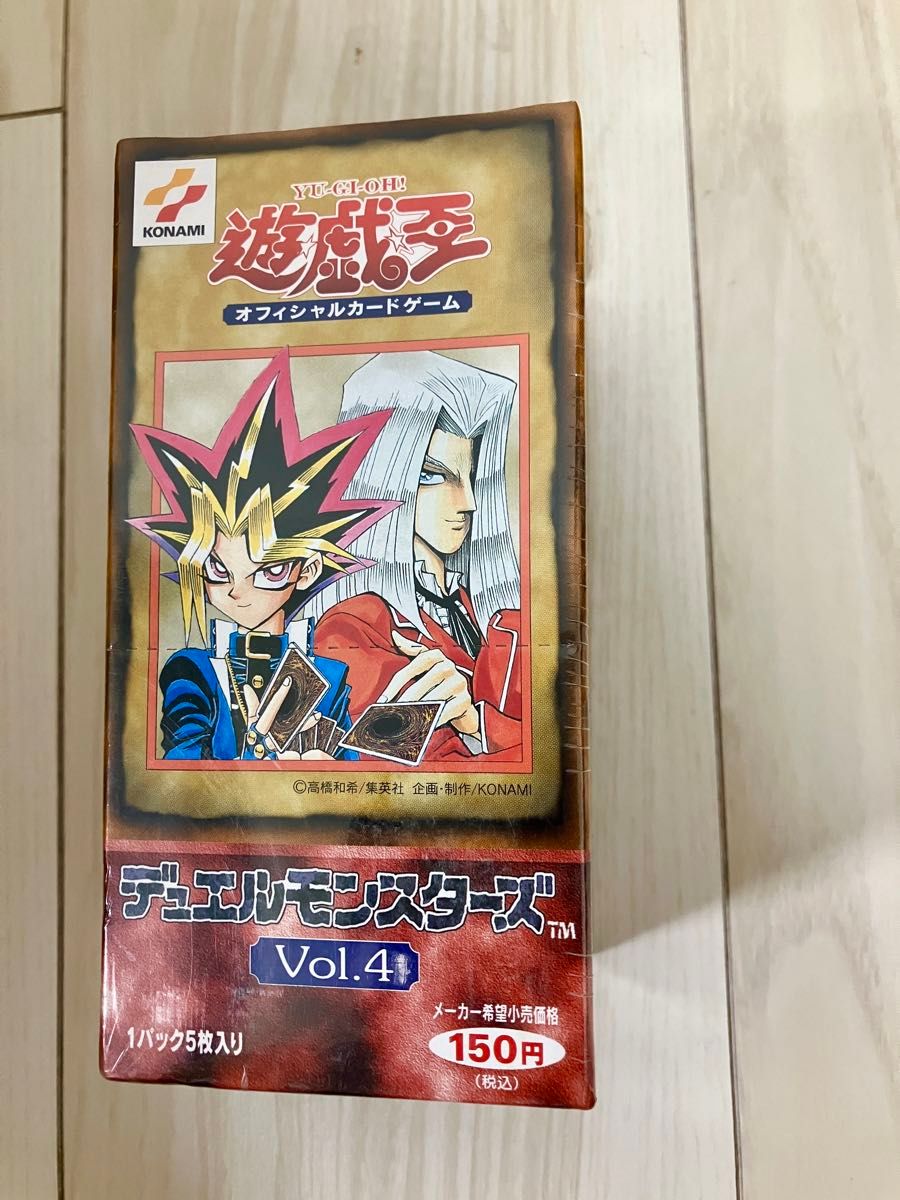 KONAMI
YU-GI-OH!
遊☆戯☆王
オフィシャルカードゲーム
©高橋和希/集英社 企画・制作/KONAMI
デュエルモンスターズ™
Vol.4
1パック5枚入り
メーカー希望小売価格
150円
(税込)